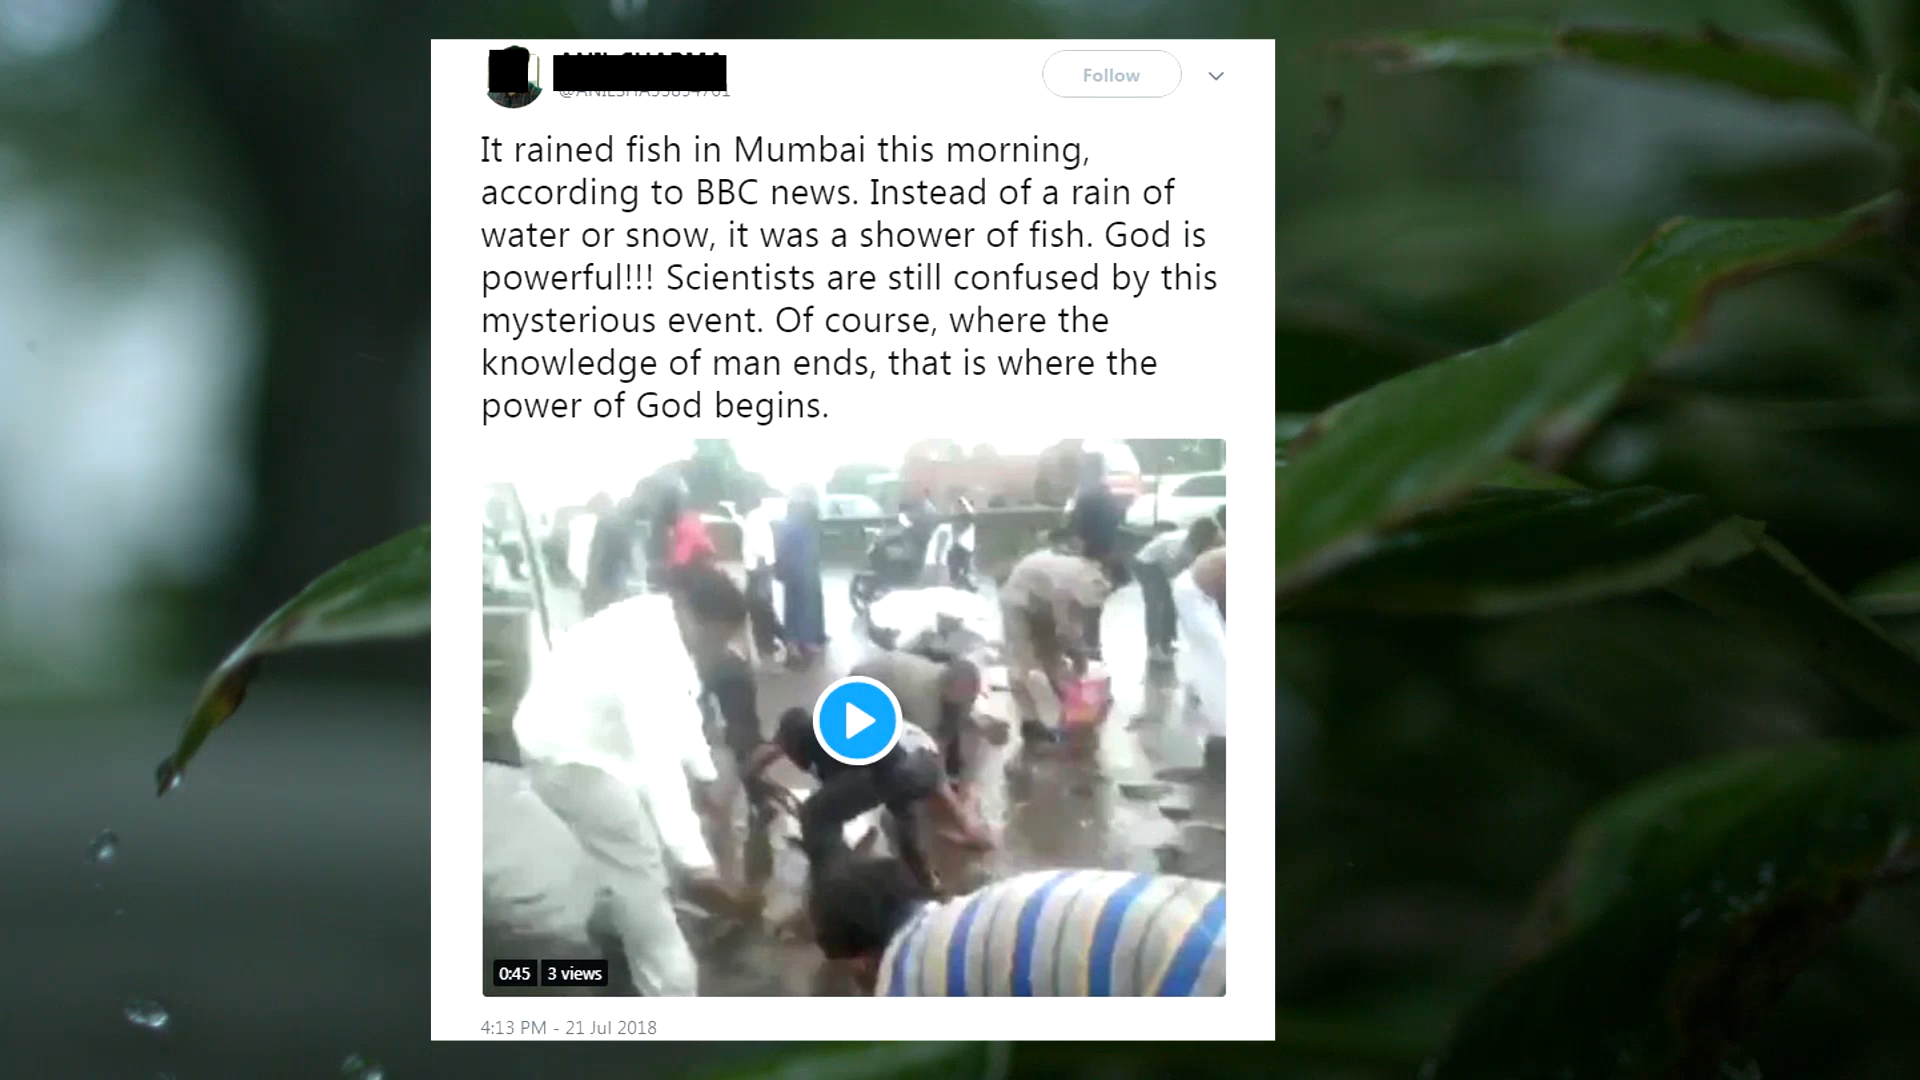 Follow
It rained fish in Mumbai this morning,
according to BBC news. Instead of a rain of
water or snow, it was a shower of fish. God is
powerful!!! Scientists are still confused by this
mysterious event. Of course, where the
knowledge of man ends, that is where the
power of God begins.
0:45 3 views
4:13 PM - 21 Jul 2018